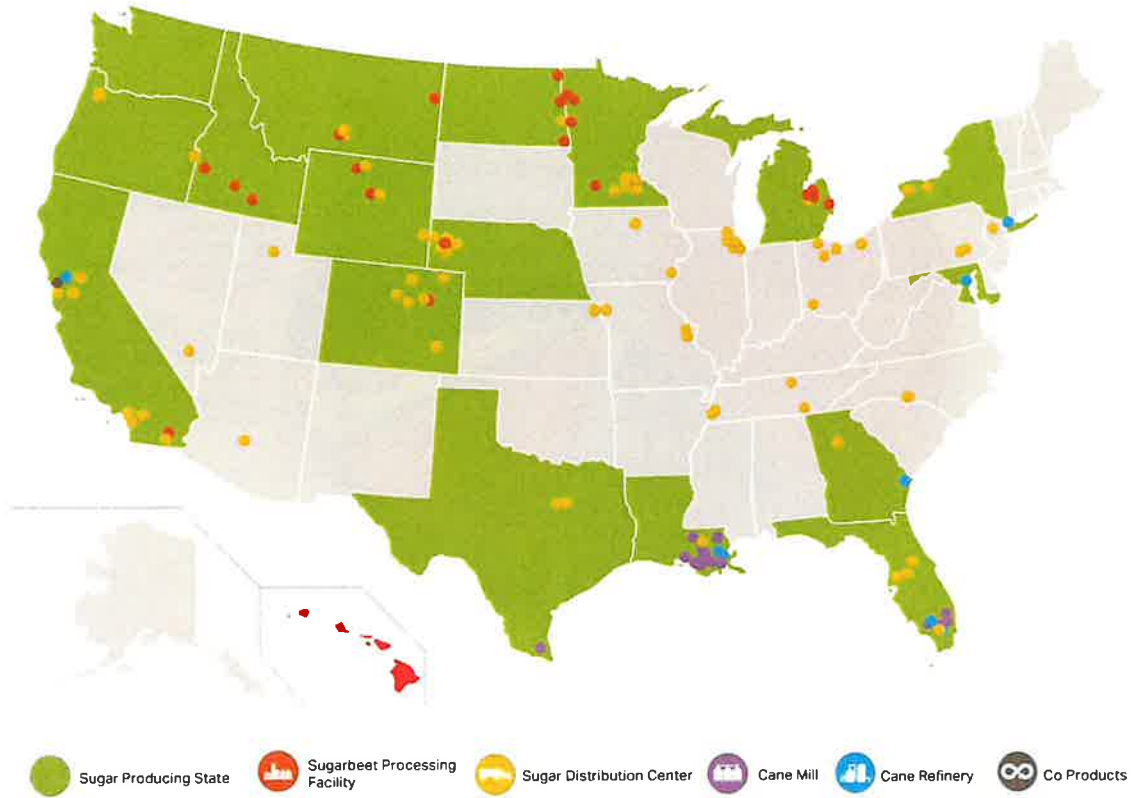 Sugar Producing State
Sugarbeet Processing
Facility
Sugar Distribution Center
Cane Mill
Cane Refinery
Co Products